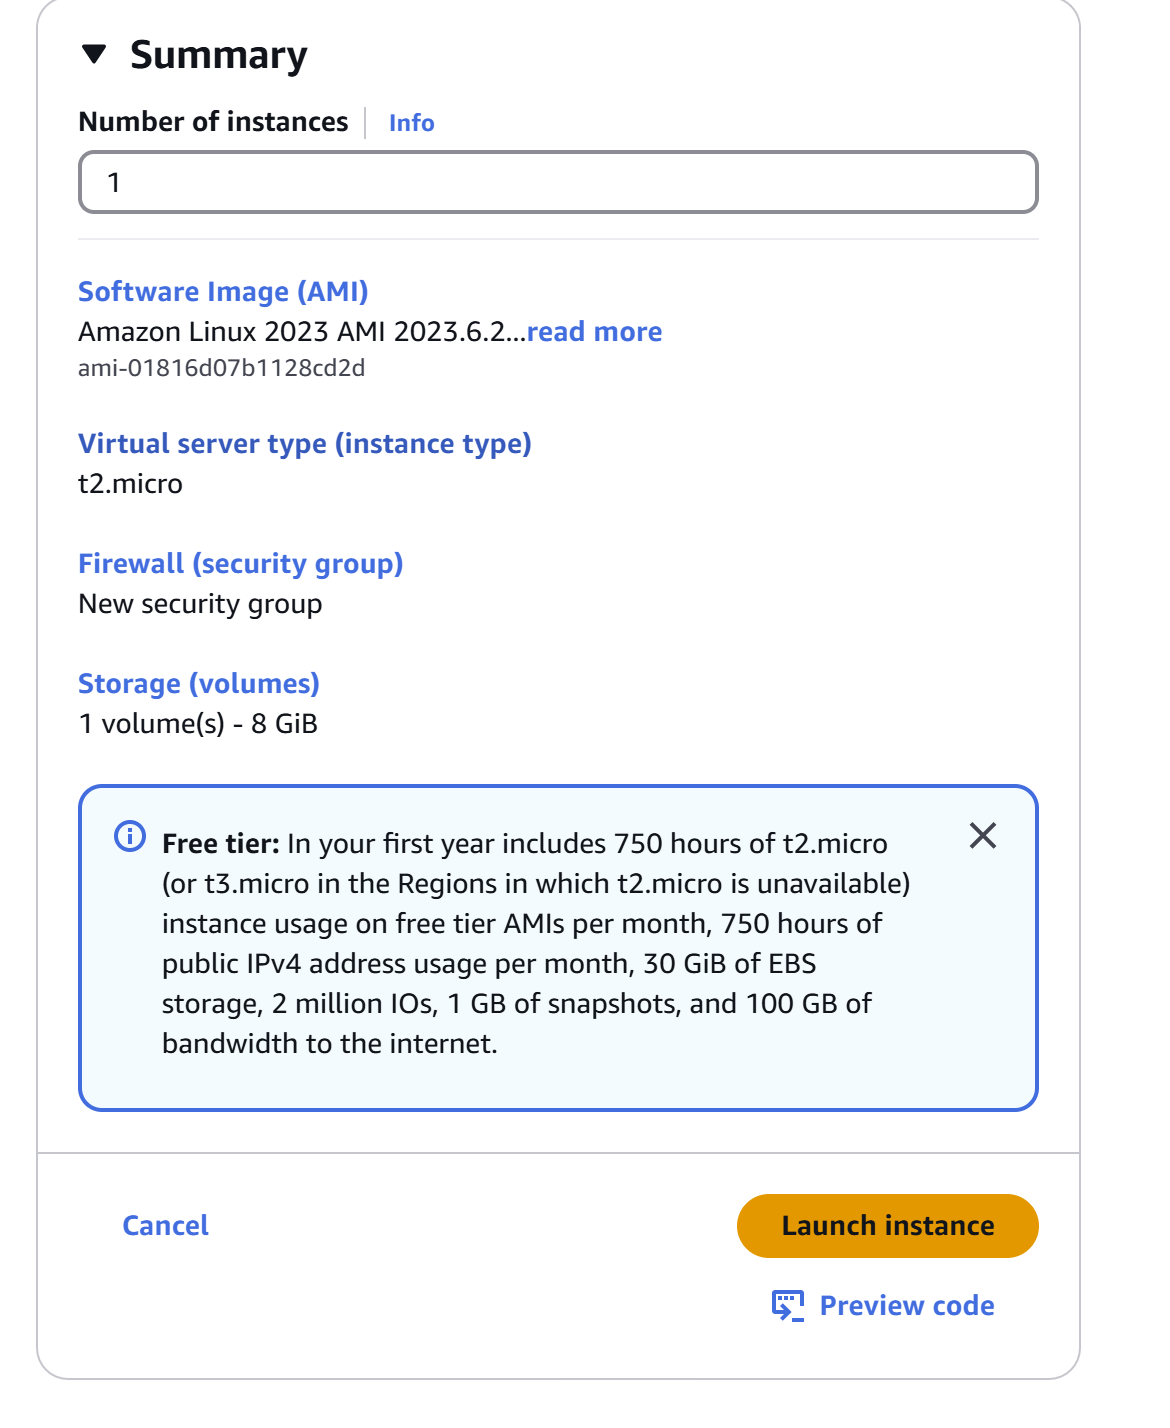 Summary
Number of instances Info
1
Software Image (AMI)
Amazon Linux 2023 AMI 2023.6.2...read more
ami-01816d07b1128cd2d
Virtual server type (instance type)
t2.micro
Firewall (security group)
New security group
Storage (volumes)
1 volume(s) - 8 GiB
Free tier: In your first year includes 750 hours of t2.micro
(or t3.micro in the Regions in which t2.micro is unavailable)
instance usage on free tier AMIs per month, 750 hours of
public IPv4 address usage per month, 30 GiB of EBS
storage, 2 million IOs, 1 GB of snapshots, and 100 GB of
bandwidth to the internet.
Cancel
Launch instance
Preview code